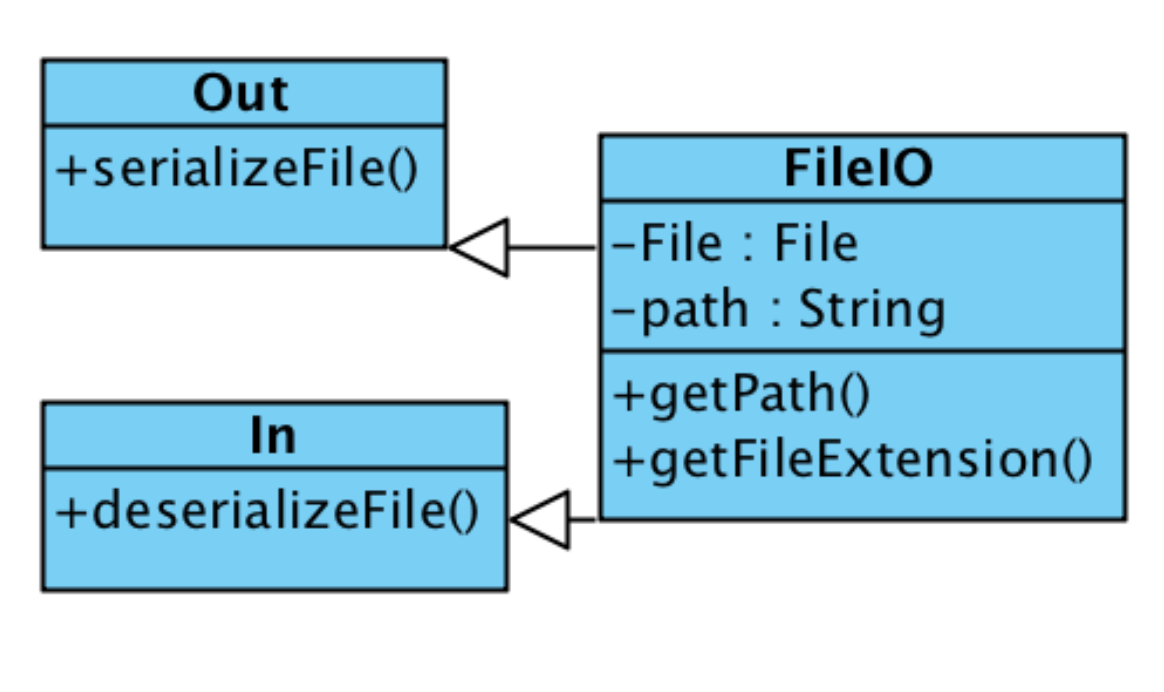 Out
+serializeFile()
FileIO
-File : File
-path : String
+getPath()
+getFileExtension()
In
+deserializeFile()